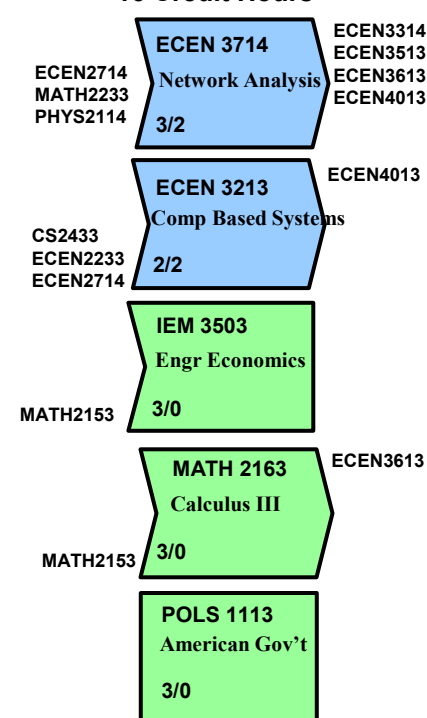 ECEN 3714
Network Analysis
3/2
ECEN2714
MATH2233
PHYS2114
ECEN3314
ECEN3513
ECEN3613
ECEN4013
ECEN 3213
Comp Based Systems
2/2
CS2433
ECEN2233
ECEN2714
ECEN4013
IEM 3503
Engr Economics
3/0
MATH2153
MATH 2163
Calculus III
3/0
MATH2153
ECEN3613
POLS 1113
American Gov’t
3/0